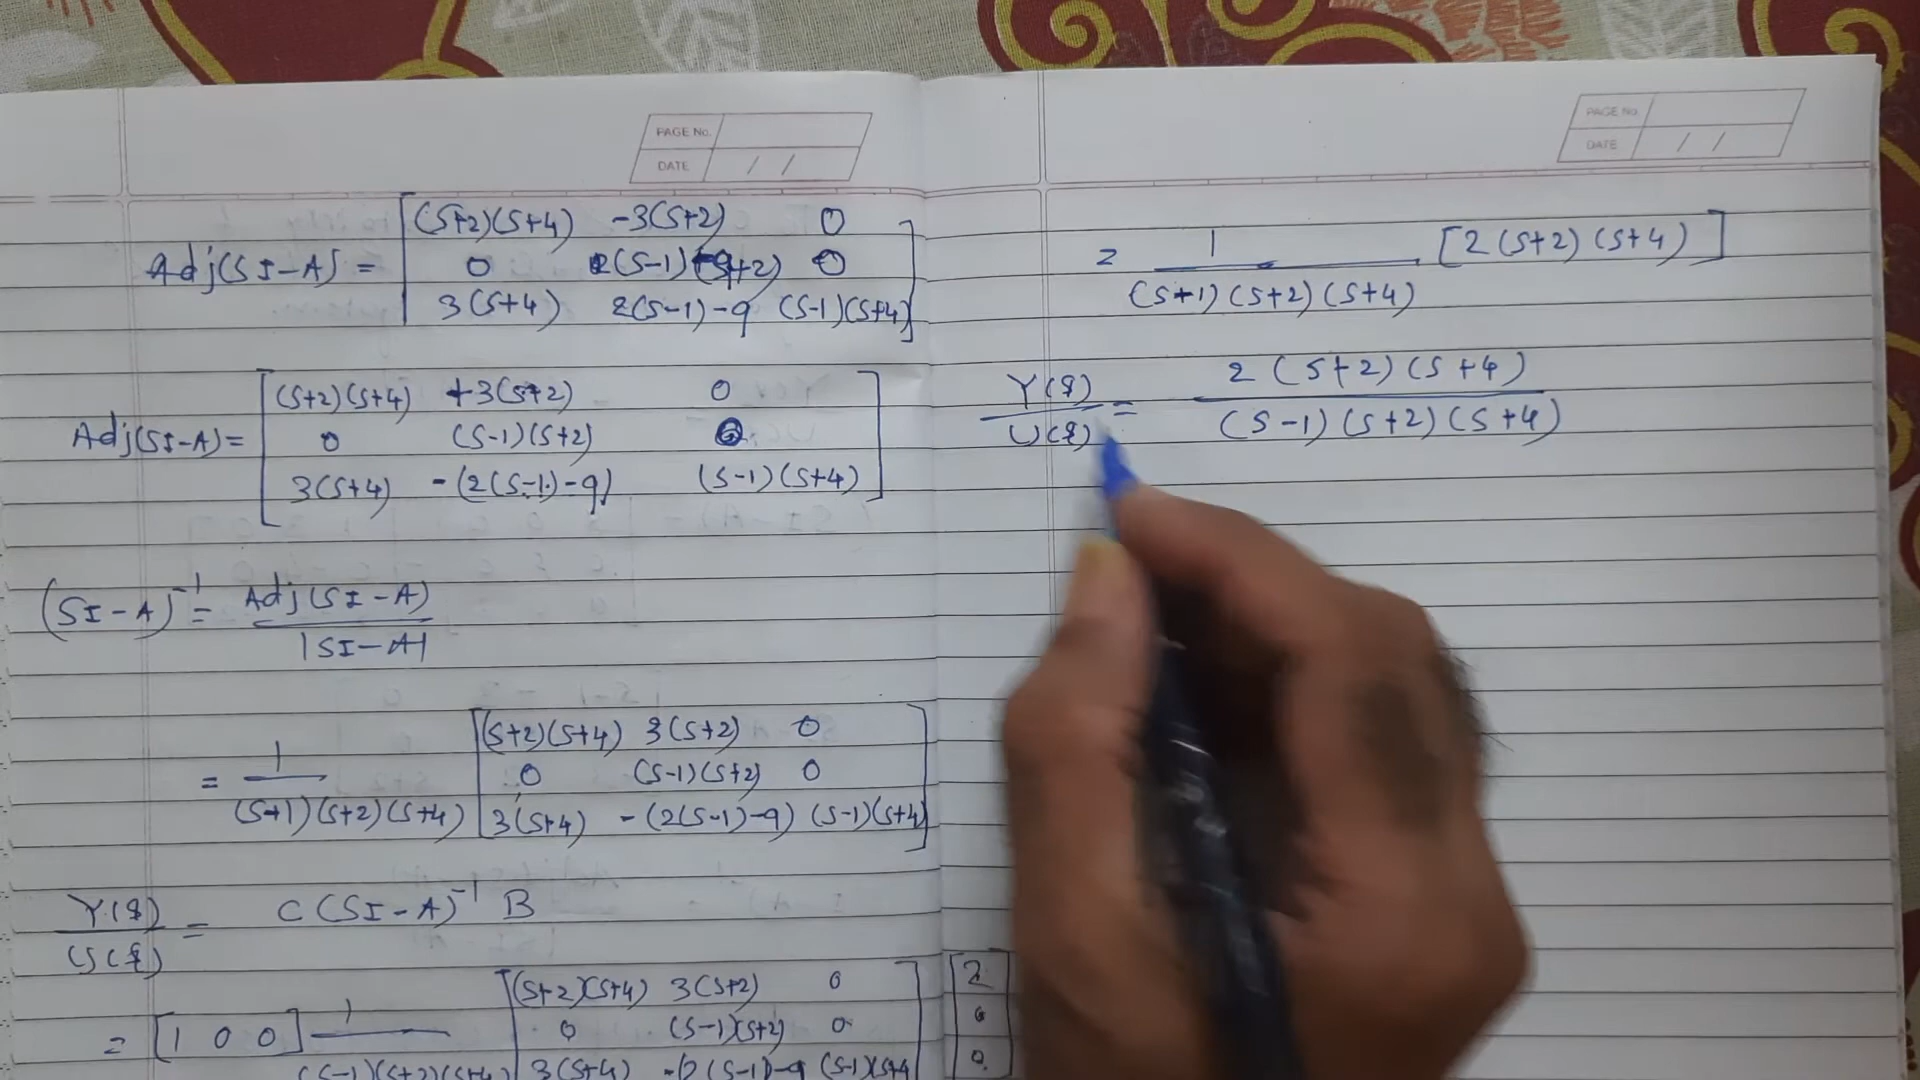 PAGE No.
DATE / /
Adj(SI-A) = [(S+2)(S+4) -3(S+2) 0
0 (S-1)(S+2) 0
3(S+4) 2(S-1)-9 (S-1)(S+4)]
Adj(SI-A) = [(S+2)(S+4) +3(S+2) 0
0 (S-1)(S+2) 0
3(S+4) -(2(S-1)-9) (S-1)(S+4)]
(SI-A)⁻¹ = Adj(SI-A)
|SI-A|
= 1 [(S+2)(S+4) 3(S+2) 0
0 (S-1)(S+2) 0
(S+1)(S+2)(S+4) 3(S+4) -(2(S-1)-9) (S-1)(S+4)]
Y(s)
U(s) = C(SI-A)⁻¹ B
= [1 0 0] 1 [(S+2)(S+4) 3(S+2) 0 [2
0 (S-1)(S+2) 0 0
(S-1)(S+2)(S+4) 3(S+4) (S-1)-9 (S-1)(S+4 0
PAGE No.
DATE / /
= 1 [2(S+2)(S+4)]
(S+1)(S+2)(S+4)
Y(s) = 2(S+2)(S+4)
U(s) (S-1)(S+2)(S+4)